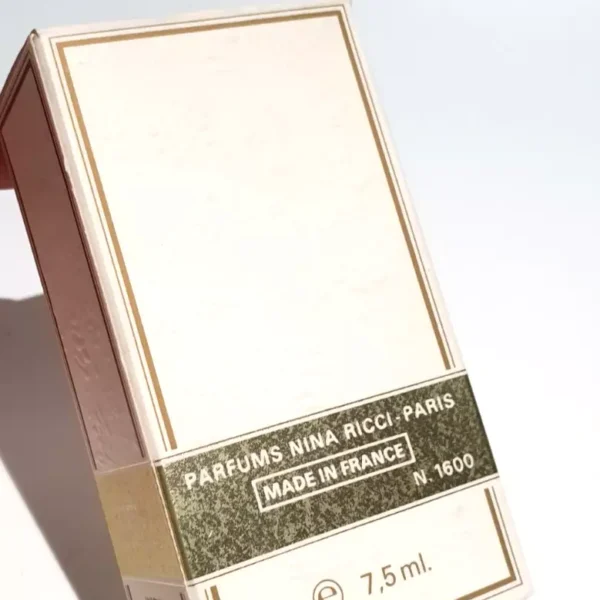 PARFUMS NINA RICCI-PARIS
MADE IN FRANCE
N. 1600
℮ 7,5 ml.